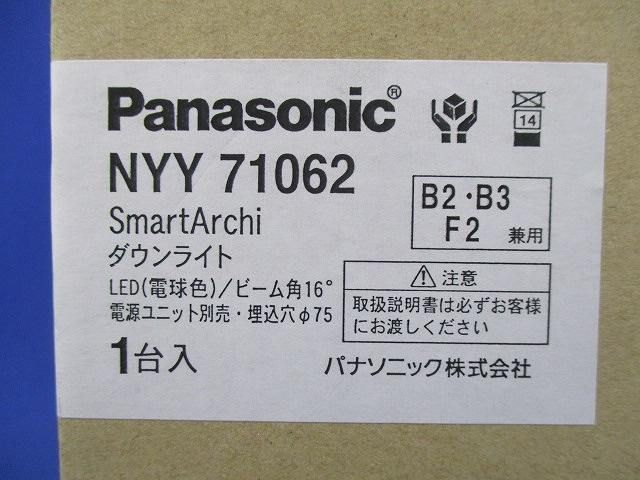 Panasonic®
14
NYY 71062
B2・B3
F2 兼用
SmartArchi
ダウンライト
LED(電球色)/ビーム角16°
電源ユニット別売・埋込穴φ75
1台入
⚠注意
取扱説明書は必ずお客様
にお渡しください
パナソニック株式会社